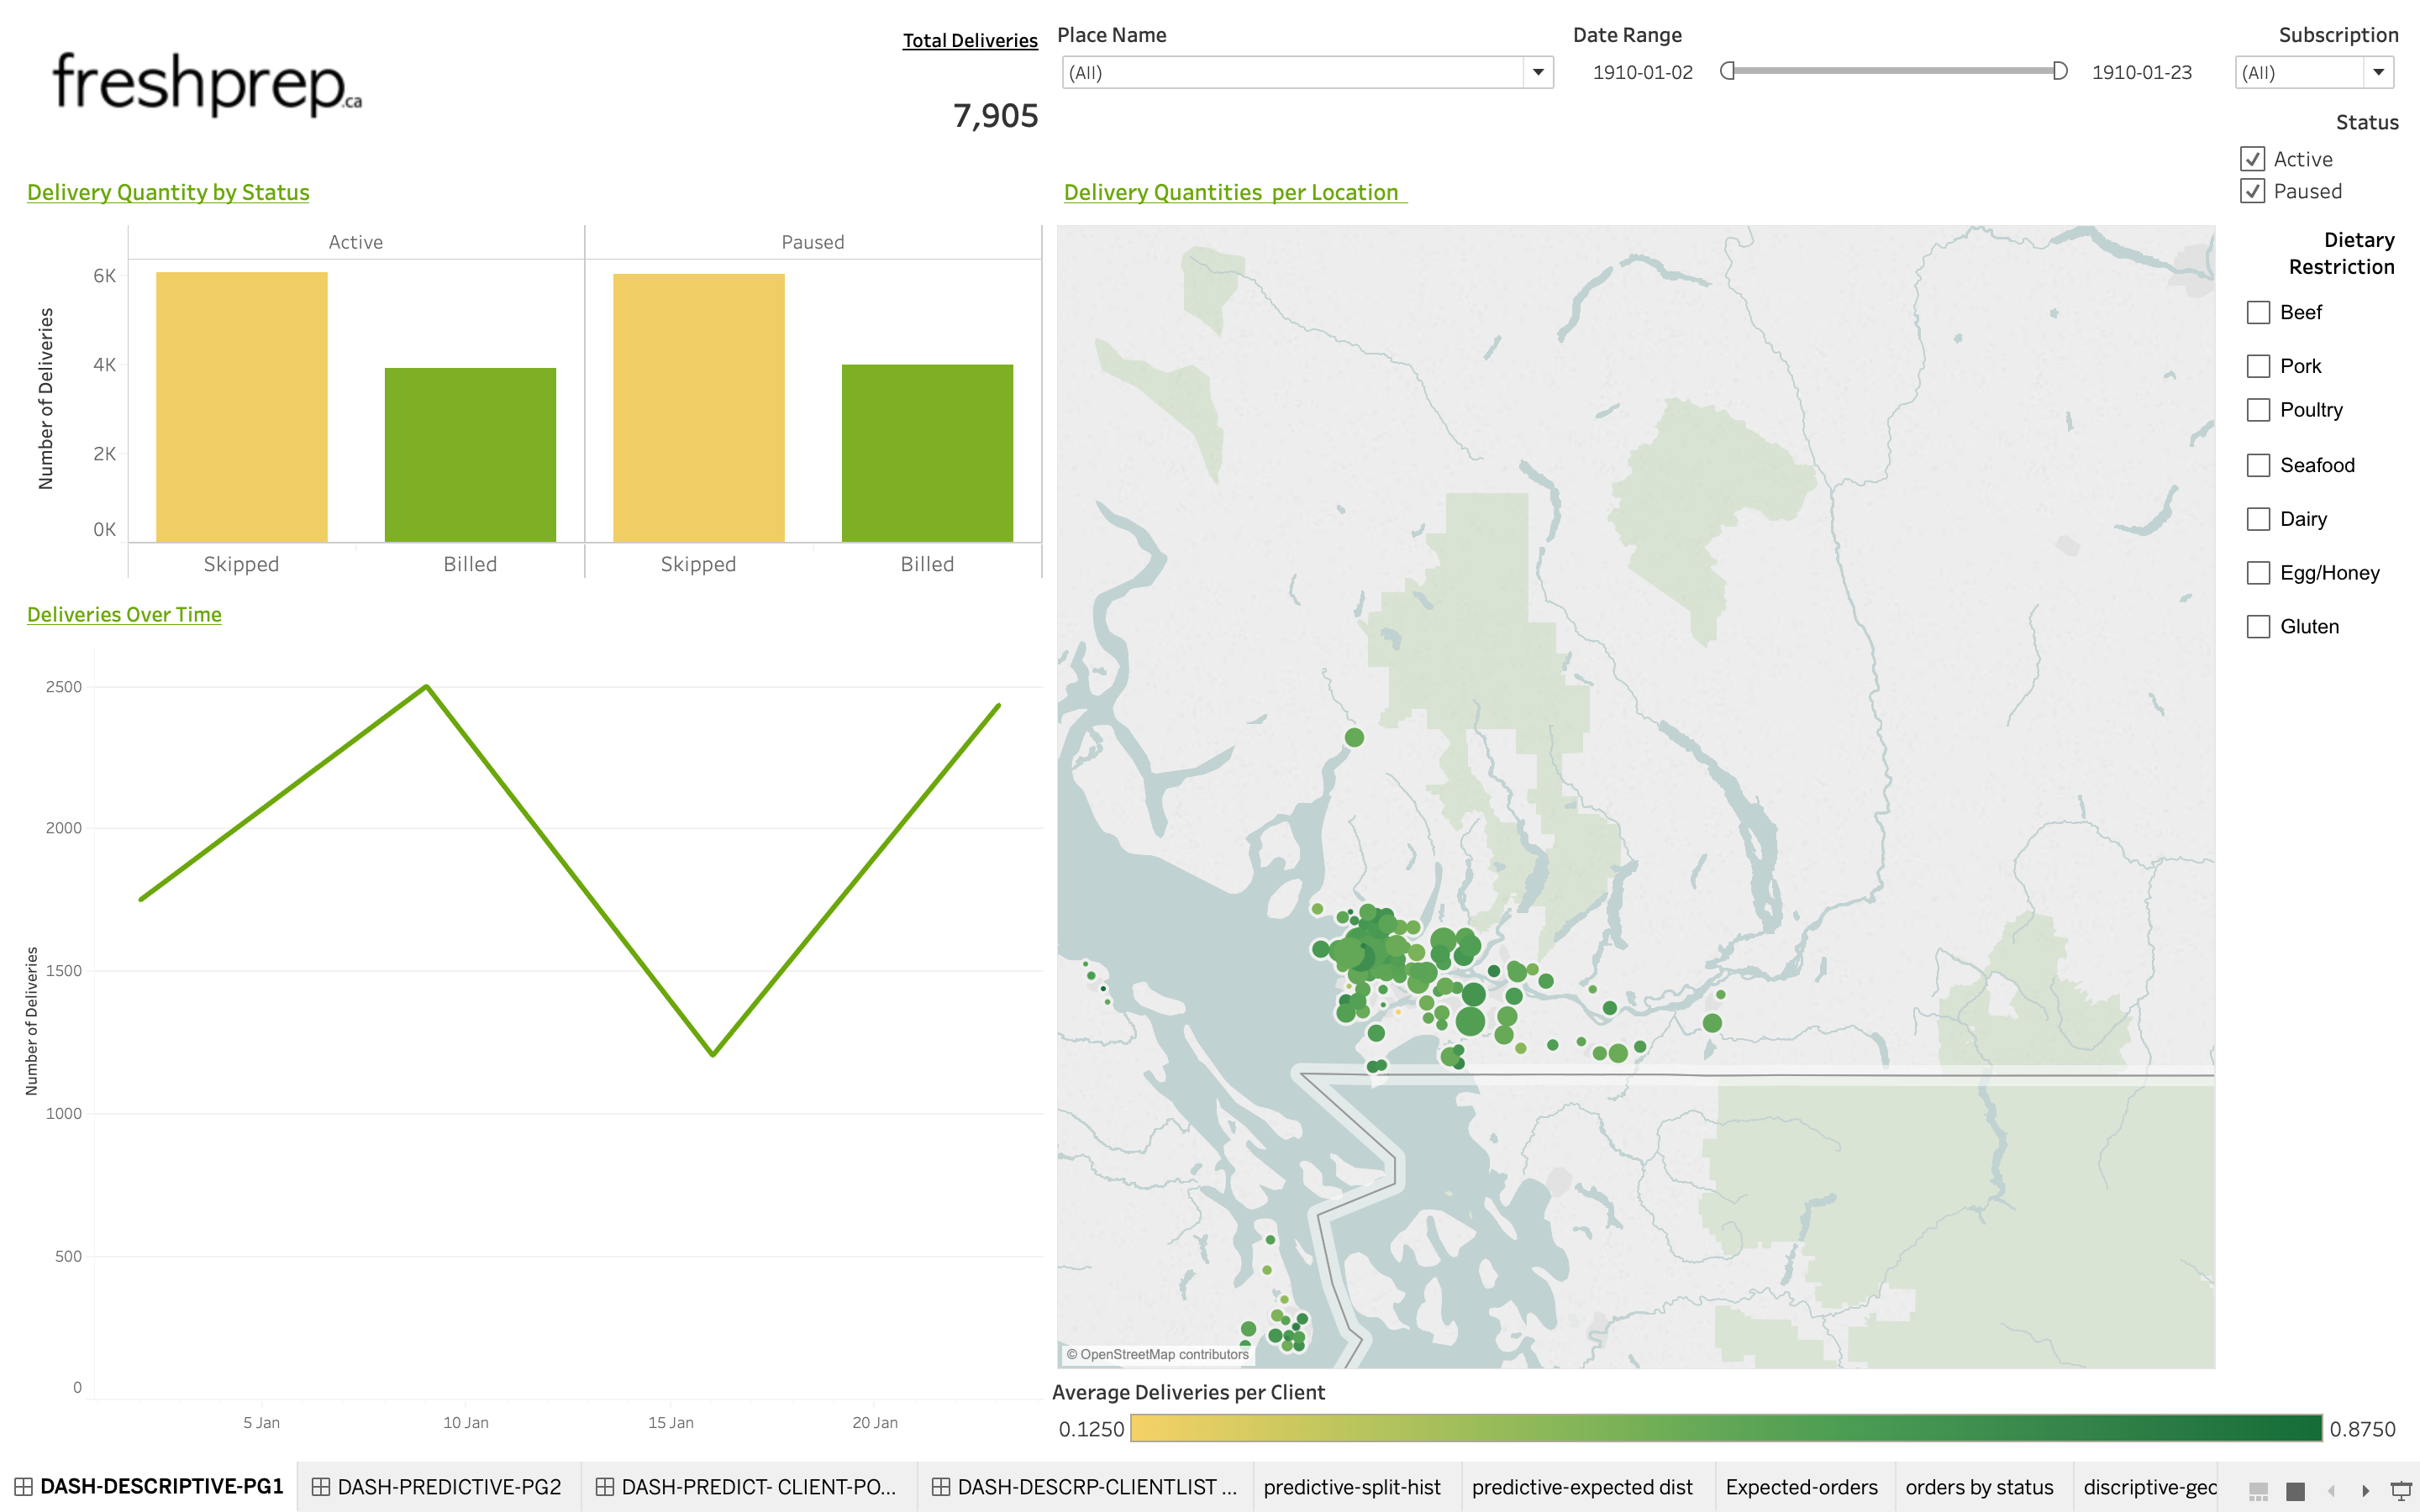 freshprep.ca
Total Deliveries
7,905
Place Name
(All)
Date Range
1910-01-02
1910-01-23
Subscription
(All)
Status
Active
Paused
Dietary
Restriction
Beef
Pork
Poultry
Seafood
Dairy
Egg/Honey
Gluten
Delivery Quantity by Status
Active
Paused
Number of Deliveries
6K
4K
2K
0K
Skipped
Billed
Skipped
Billed
Deliveries Over Time
Number of Deliveries
2500
2000
1500
1000
500
0
5 Jan
10 Jan
15 Jan
20 Jan
Delivery Quantities per Location
© OpenStreetMap contributors
Average Deliveries per Client
0.1250
0.8750
DASH-DESCRIPTIVE-PG1
DASH-PREDICTIVE-PG2
DASH-PREDICT- CLIENT-PO...
DASH-DESCRP-CLIENTLIST ...
predictive-split-hist
predictive-expected dist
Expected-orders
orders by status
discriptive-geo